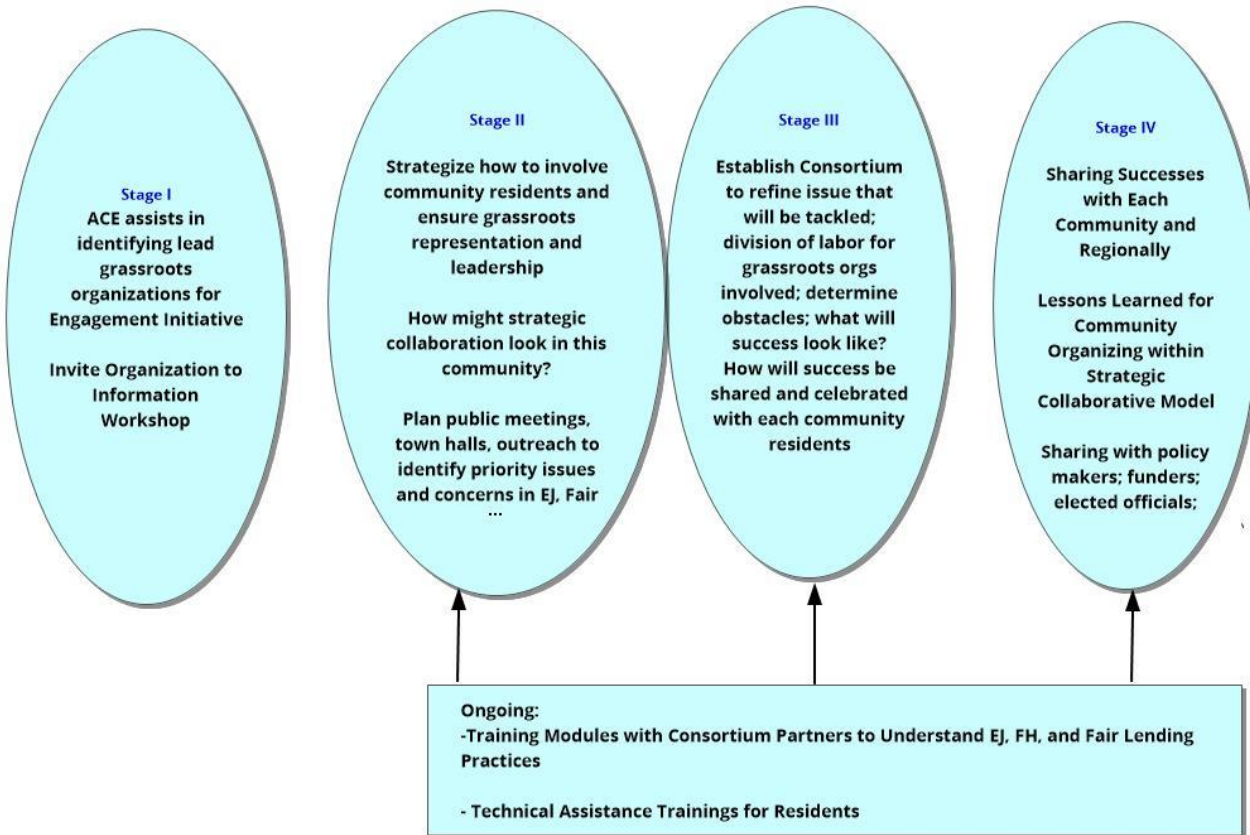 Stage I
ACE assists in
identifying lead
grassroots
organizations for
Engagement Initiative
Invite Organization to
Information
Workshop
Stage II
Strategize how to involve
community residents and
ensure grassroots
representation and
leadership
How might strategic
collaboration look in this
community?
Plan public meetings,
town halls, outreach to
identify priority issues
and concerns in EJ, Fair
...
Stage III
Establish Consortium
to refine issue that
will be tackled;
division of labor for
grassroots orgs
involved; determine
obstacles; what will
success look like?
How will success be
shared and celebrated
with each community
residents
Stage IV
Sharing Successes
with Each
Community and
Regionally
Lessons Learned for
Community
Organizing within
Strategic
Collaborative Model
Sharing with policy
makers; funders;
elected officials;
Ongoing:
-Training Modules with Consortium Partners to Understand EJ, FH, and Fair Lending
Practices
- Technical Assistance Trainings for Residents